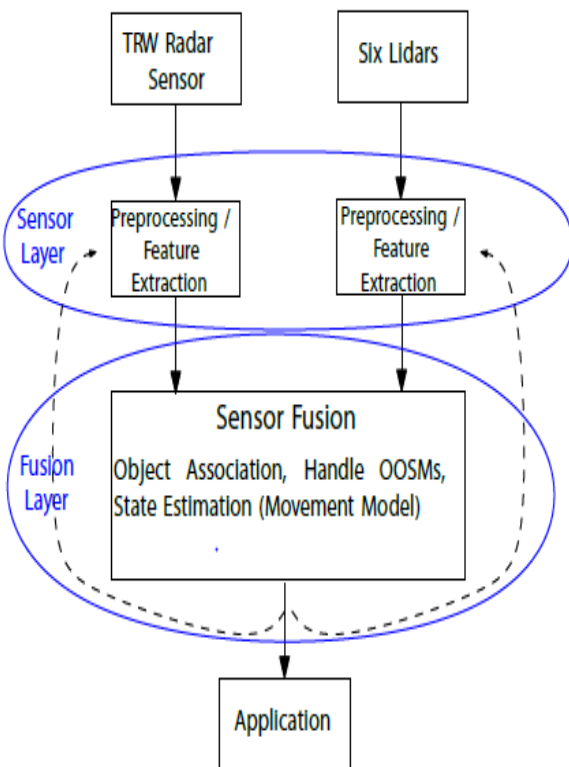 TRW Radar
Sensor
Six Lidars
Sensor
Layer
Preprocessing /
Feature
Extraction
Preprocessing /
Feature
Extraction
Fusion
Layer
Sensor Fusion
Object Association, Handle OOSMs,
State Estimation (Movement Model)
Application